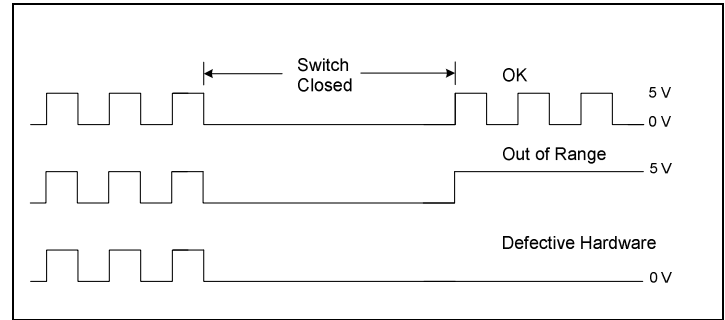 Switch
Closed
OK
5 V
0 V
Out of Range
5 V
Defective Hardware
0 V